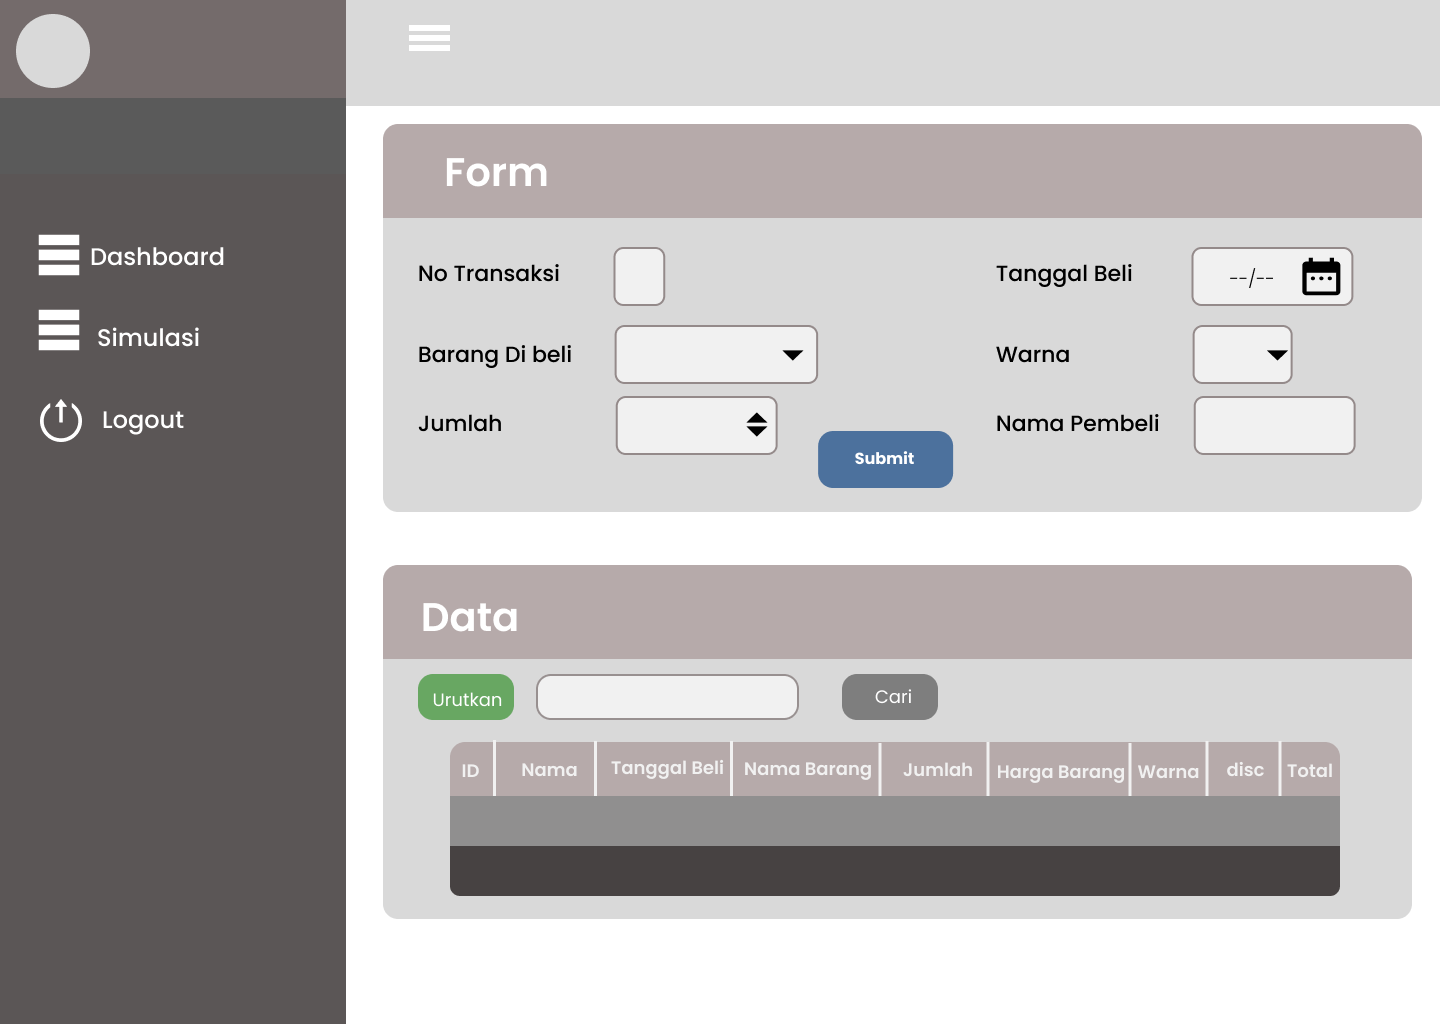 Dashboard
Simulasi
Logout
Form
No Transaksi
Tanggal Beli
--/--
Barang Di beli
Warna
Jumlah
Nama Pembeli
Submit
Data
Urutkan
Cari
ID Nama Tanggal Beli Nama Barang Jumlah Harga Barang Warna disc Total